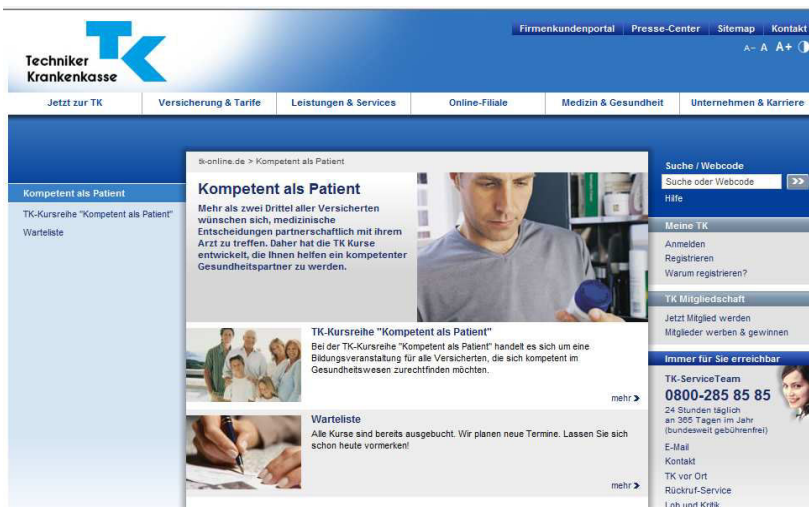 Firmenkundenportal Presse-Center Sitemap Kontakt
A- A A+
TK
Techniker
Krankenkasse
Jetzt zur TK Versicherung & Tarife Leistungen & Services Online-Filiale Medizin & Gesundheit Unternehmen & Karriere
Kompetent als Patient
TK-Kursreihe "Kompetent als Patient"
Warteliste
tk-online.de > Kompetent als Patient
Kompetent als Patient
Mehr als zwei Drittel aller Versicherten
wünschen sich, medizinische
Entscheidungen partnerschaftlich mit ihrem
Arzt zu treffen. Daher hat die TK Kurse
entwickelt, die Ihnen helfen ein kompetenter
Gesundheitspartner zu werden.
TK-Kursreihe "Kompetent als Patient"
Bei der TK-Kursreihe "Kompetent als Patient" handelt es sich um eine
Bildungsveranstaltung für alle Versicherten, die sich kompetent im
Gesundheitswesen zurechtfinden möchten.
mehr
Warteliste
Alle Kurse sind bereits ausgebucht. Wir planen neue Termine. Lassen Sie sich
schon heute vormerken!
mehr
Suche / Webcode
Suche oder Webcode >>
Hilfe
Meine TK
Anmelden
Registrieren
Warum registrieren?
TK Mitgliedschaft
Jetzt Mitglied werden
Mitglieder werben & gewinnen
Immer für Sie erreichbar
TK-ServiceTeam
0800-285 85 85
24 Stunden täglich
an 365 Tagen im Jahr
(bundesweit gebührenfrei)
E-Mail
Kontakt
TK vor Ort
Rückruf-Service
Lob und Kritik